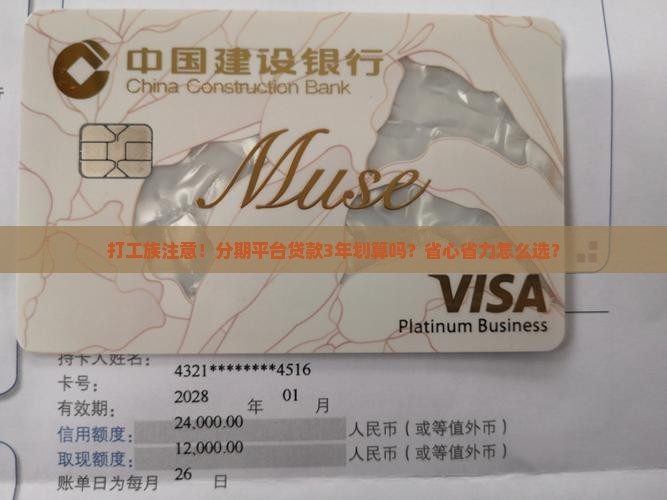 中国建设银行
China Construction Bank
Muse
打工族注意！分期平台贷款3年划算吗？省心省力怎么选？
VISA
Platinum Business
持卡人姓名：
卡号： 4321********4516
有效期： 2028 年 01 月
信用额度： 24,000.00 人民币（或等值外币）
取现额度： 12,000.00 人民币（或等值外币）
账单日为每月 26 日